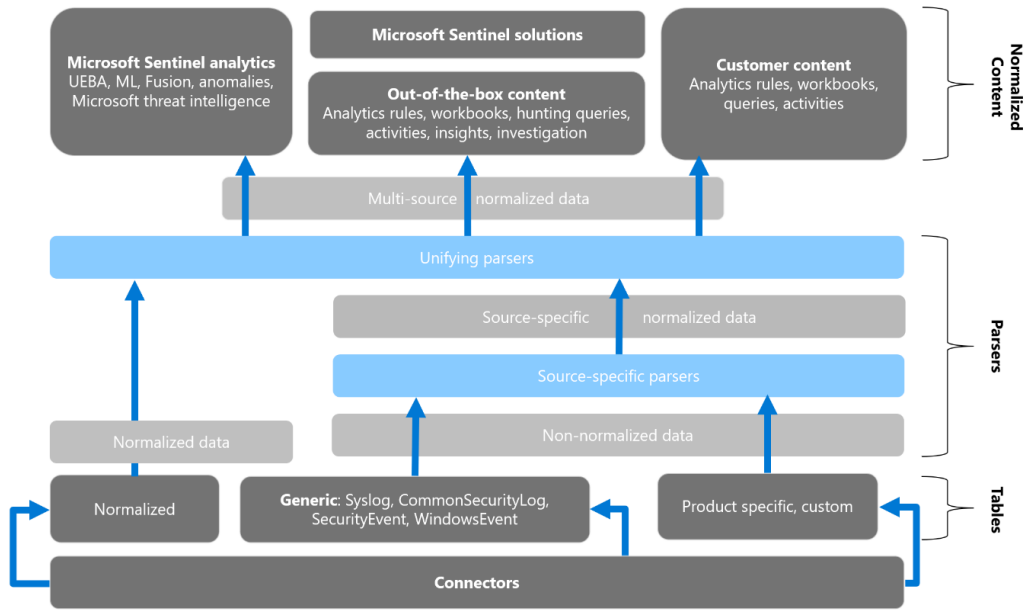 Microsoft Sentinel analytics
UEBA, ML, Fusion, anomalies,
Microsoft threat intelligence
Microsoft Sentinel solutions
Out-of-the-box content
Analytics rules, workbooks, hunting queries,
activities, insights, investigation
Customer content
Analytics rules, workbooks,
queries, activities
Normalized
Content
Multi-source normalized data
Unifying parsers
Source-specific normalized data
Source-specific parsers
Parsers
Normalized data
Non-normalized data
Normalized
Generic: Syslog, CommonSecurityLog,
SecurityEvent, WindowsEvent
Product specific, custom
Tables
Connectors